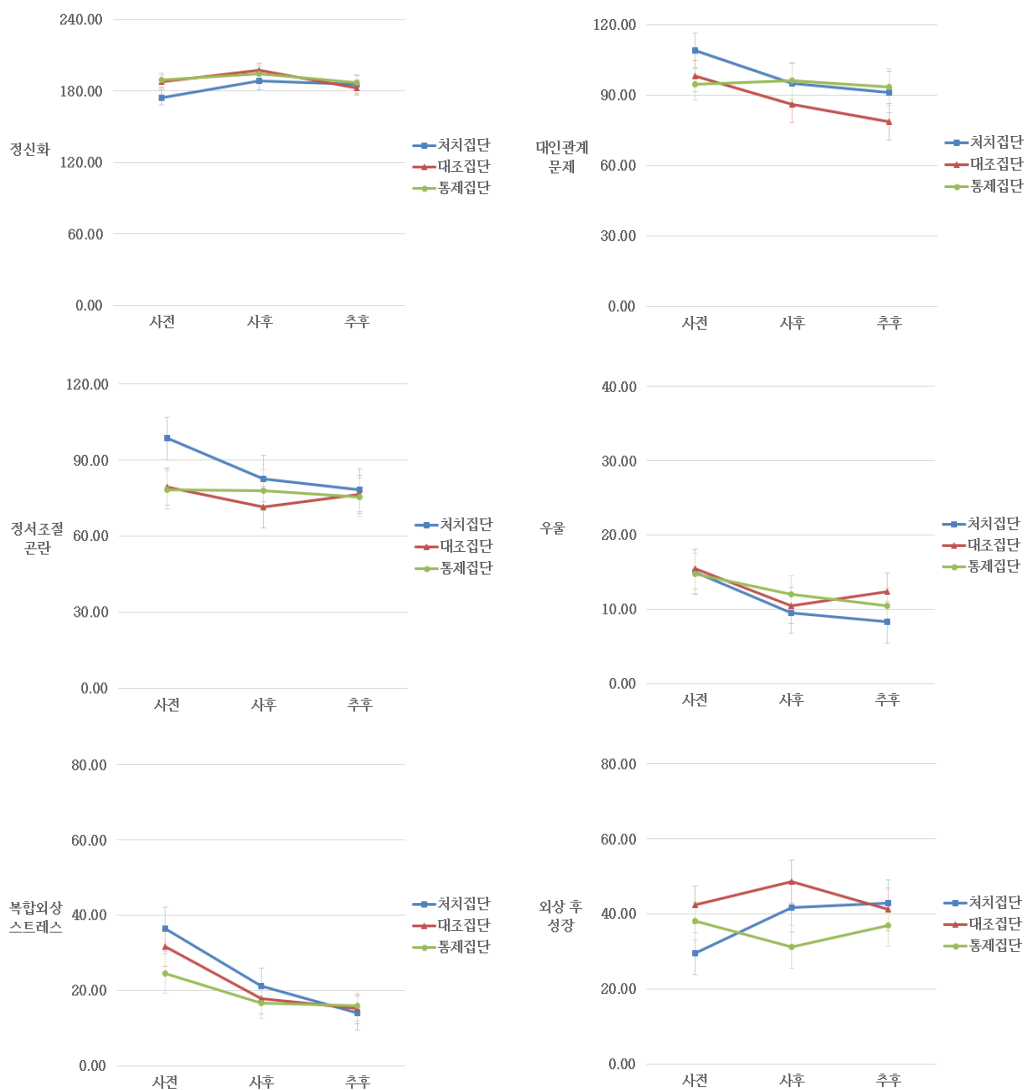 240.00
180.00
120.00
60.00
0.00
정신화
사전
사후
추후
처치집단
대조집단
통제집단
120.00
90.00
60.00
30.00
0.00
대인관계
문제
사전
사후
추후
처치집단
대조집단
통제집단
120.00
90.00
60.00
30.00
0.00
정서조절
곤란
사전
사후
추후
처치집단
대조집단
통제집단
40.00
30.00
20.00
10.00
0.00
우울
사전
사후
추후
처치집단
대조집단
통제집단
80.00
60.00
40.00
20.00
0.00
복합외상
스트레스
사전
사후
추후
처치집단
대조집단
통제집단
80.00
60.00
40.00
20.00
0.00
외상 후
성장
사전
사후
추후
처치집단
대조집단
통제집단